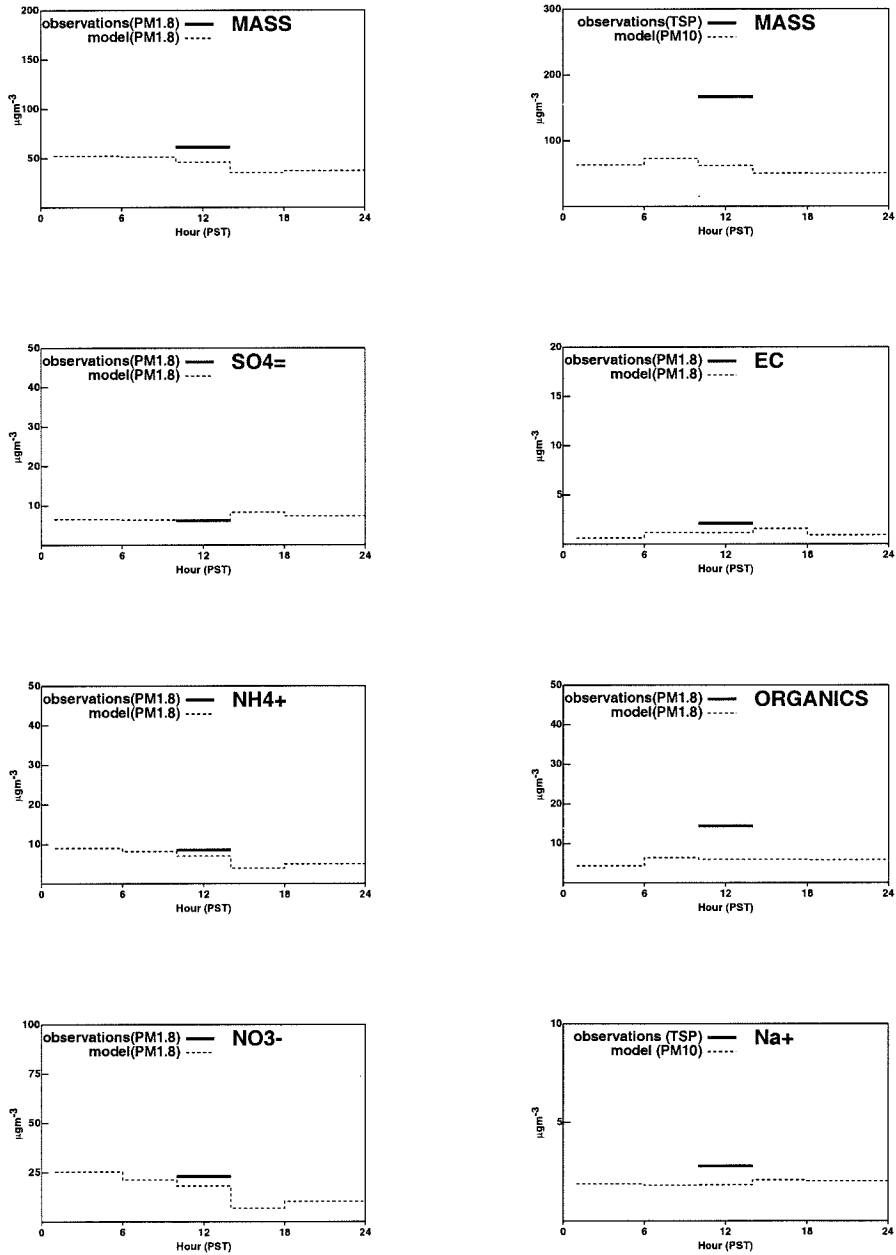 observations(PM1.8) MASS
model(PM1.8)
200
150
100
50
µgm-3
0 6 12 18 24
Hour (PST)
observations(TSP) MASS
model(PM10)
300
200
100
µgm-3
0 6 12 18 24
Hour (PST)
observations(PM1.8) SO4=
model(PM1.8)
50
40
30
20
10
µgm-3
0 6 12 18 24
Hour (PST)
observations(PM1.8) EC
model(PM1.8)
20
15
10
5
µgm-3
0 6 12 18 24
Hour (PST)
observations(PM1.8) NH4+
model(PM1.8)
50
40
30
20
10
µgm-3
0 6 12 18 24
Hour (PST)
observations(PM1.8) ORGANICS
model(PM1.8)
50
40
30
20
10
µgm-3
0 6 12 18 24
Hour (PST)
observations(PM1.8) NO3-
model(PM1.8)
100
75
50
25
µgm-3
0 6 12 18 24
Hour (PST)
observations (TSP) Na+
model (PM10)
10
5
µgm-3
0 6 12 18 24
Hour (PST)